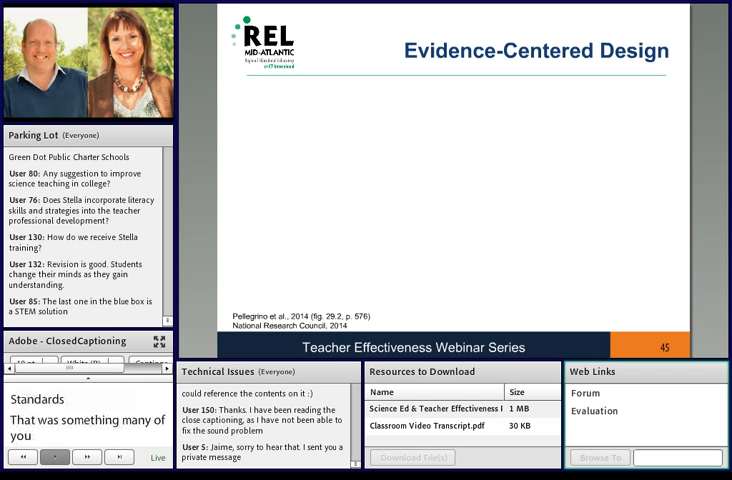 REL
MID-ATLANTIC
Evidence-Centered Design
Parking Lot (Everyone)
Green Dot Public Charter Schools
User 80: Any suggestion to improve
science teaching in college?
User 76: Does Stella incorporate literacy
skills and strategies into the teacher
professional development?
User 130: How do we receive Stella
training?
User 132: Revision is good. Students
change their minds as they gain
understanding.
User 85: The last one in the blue box is
a STEM solution
Pellegrino et al., 2014 (fig. 29.2, p. 576)
National Research Council, 2014
Teacher Effectiveness Webinar Series
45
Adobe - ClosedCaptioning
Standards
That was something many of
you
Live
Technical Issues (Everyone)
could reference the contents on it :)
User 150: Thanks. I have been reading the
close captioning, as I have not been able to
fix the sound problem
User 5: Jaime, sorry to hear that. I sent you a
private message
Resources to Download
Name Size
Science Ed & Teacher Effectiveness 1 MB
Classroom Video Transcript.pdf 30 KB
Download File(s)
Web Links
Forum
Evaluation
Browse To